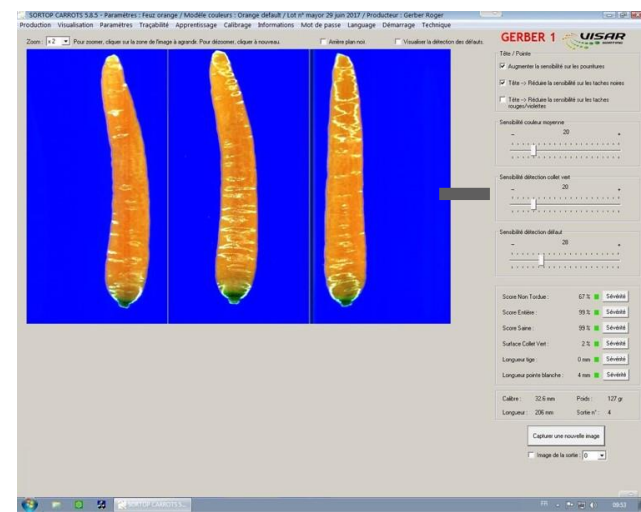 SORTOP CARROTS 5.8.5 - Paramètres : Feuz orange / Modèle couleurs : Orange default / Lot n° mayor 29 juin 2017 / Producteur : Gerber Roger
Production Visualisation Paramètres Traçabilité Apprentissage Calibrage Informations Mot de passe Language Démarrage Technique
Zoom : x 2 Pour zoomer, cliquer sur la zone de l'image à agrandir. Pour dézoomer, cliquer à nouveau.
Arrière plan noir
Visualiser la détection des défauts.
GERBER 1 VISAR SORTING
Tête / Pointe
Augmenter la sensibilité sur les pourritures
Tête -> Réduire la sensibilité sur les taches noires
Tête -> Réduire la sensibilité sur les taches rouges/violettes
Sensibilité couleur moyenne
- 20 +
Sensibilité détection collet vert
- 20 +
Sensibilité détection défaut
- 28 +
Score Non Tordue : 67 % Sévérité
Score Entière : 99 % Sévérité
Score Saine : 99 % Sévérité
Surface Collet Vert : 2 % Sévérité
Longueur tige : 0 mm Sévérité
Longueur pointe blanche : 4 mm Sévérité
Calibre : 32.6 mm Poids : 127 gr
Longueur : 206 mm Sortie n° : 4
Capturer une nouvelle image
Image de la sortie : 0
SORTOP CARROTS 5....
FR
09:53